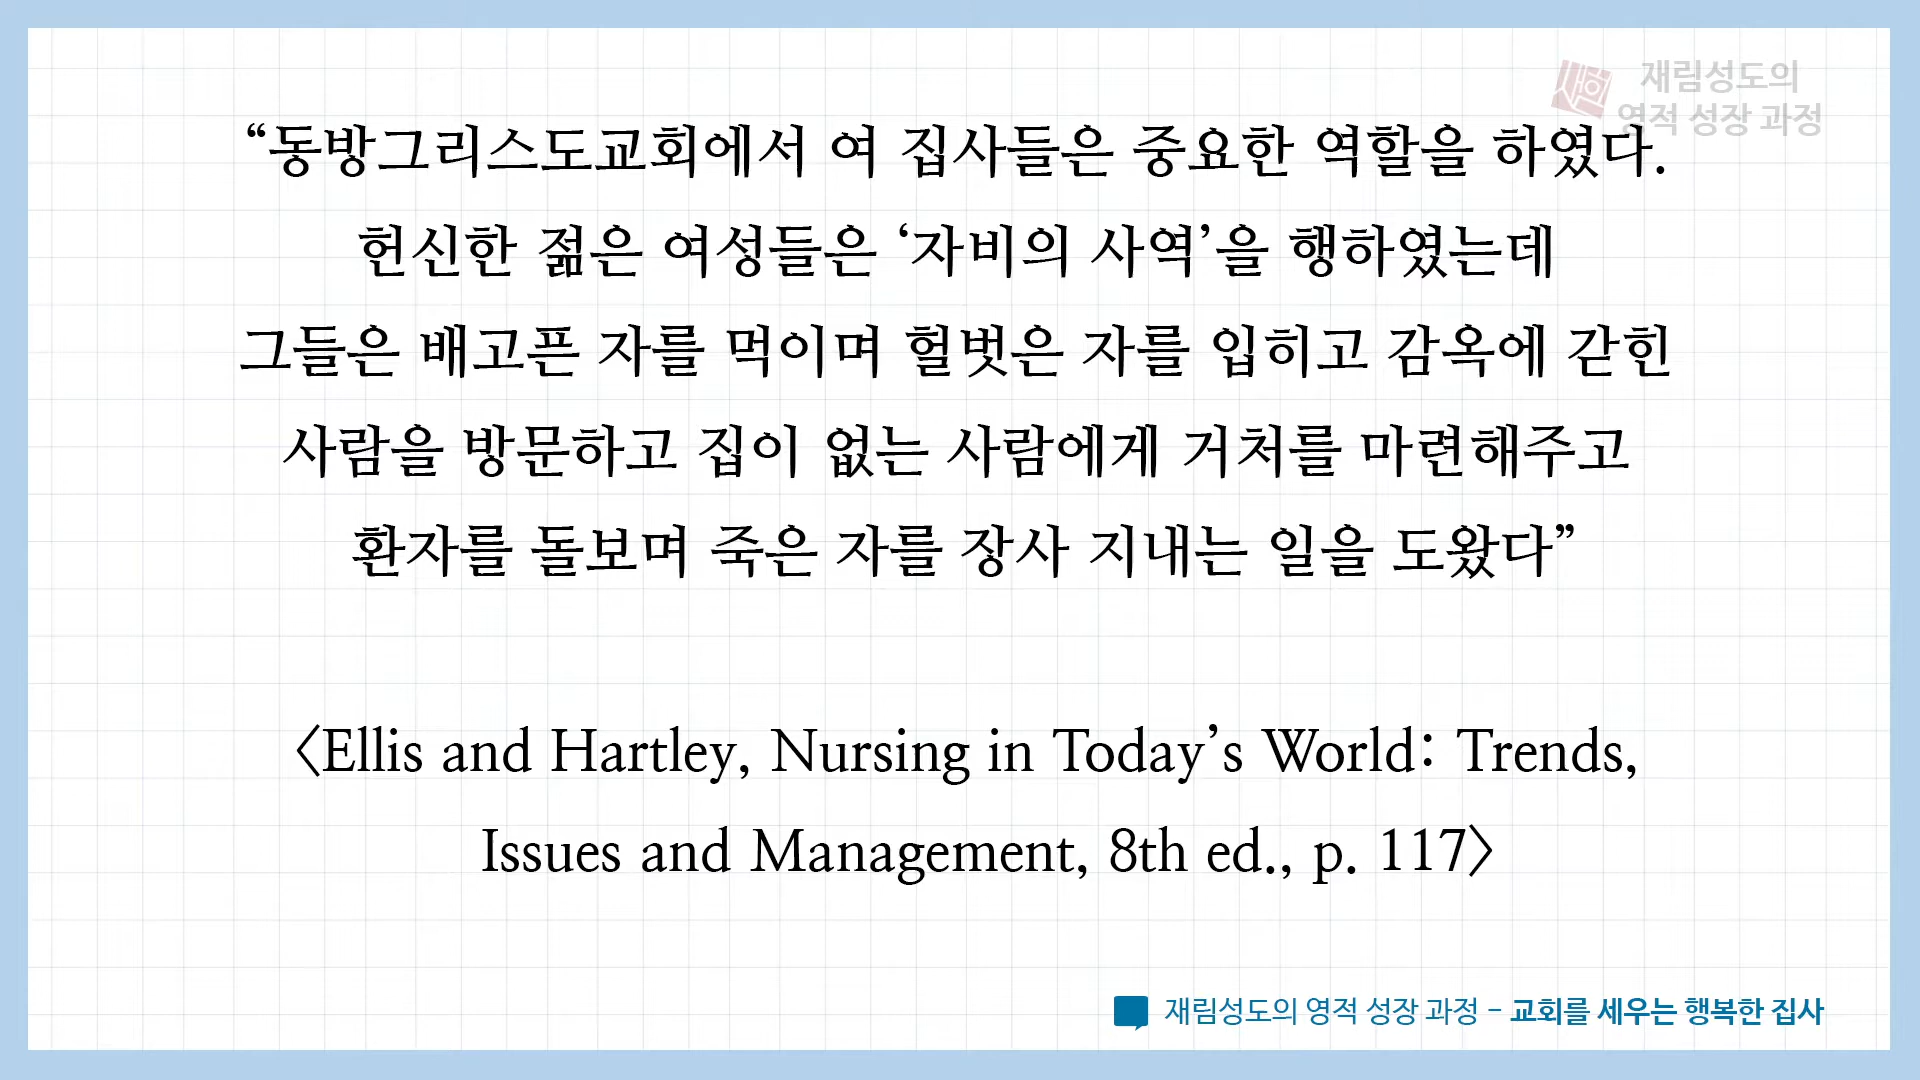 재림성도의
영적 성장 과정
“동방그리스도교회에서 여 집사들은 중요한 역할을 하였다.
헌신한 젊은 여성들은 ‘자비의 사역’을 행하였는데
그들은 배고픈 자를 먹이며 헐벗은 자를 입히고 감옥에 갇힌
사람을 방문하고 집이 없는 사람에게 거처를 마련해주고
환자를 돌보며 죽은 자를 장사 지내는 일을 도왔다”
〈Ellis and Hartley, Nursing in Today’s World: Trends,
Issues and Management, 8th ed., p. 117〉
재림성도의 영적 성장 과정 - 교회를 세우는 행복한 집사